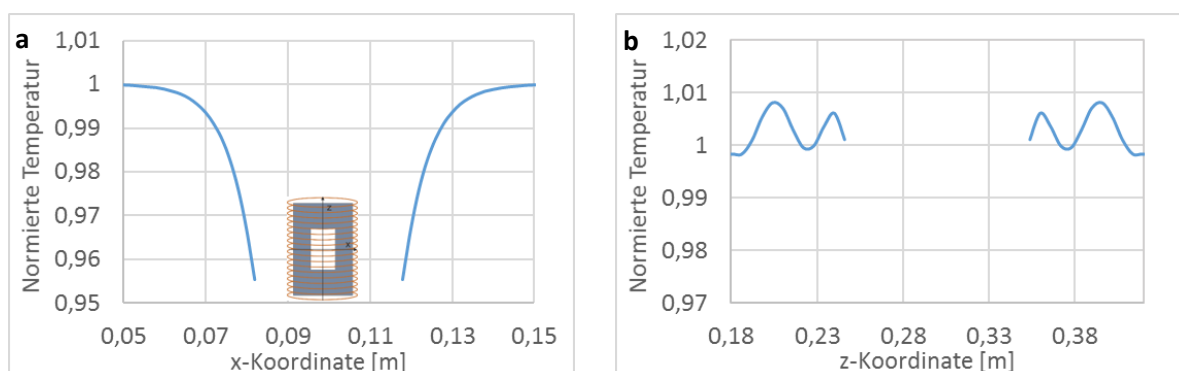 a
Normierte Temperatur
1,01
1
0,99
0,98
0,97
0,96
0,95
z
x
0,05 0,07 0,09 0,11 0,13 0,15
x-Koordinate [m]
b
Normierte Temperatur
1,02
1,01
1
0,99
0,98
0,97
0,18 0,23 0,28 0,33 0,38
z-Koordinate [m]